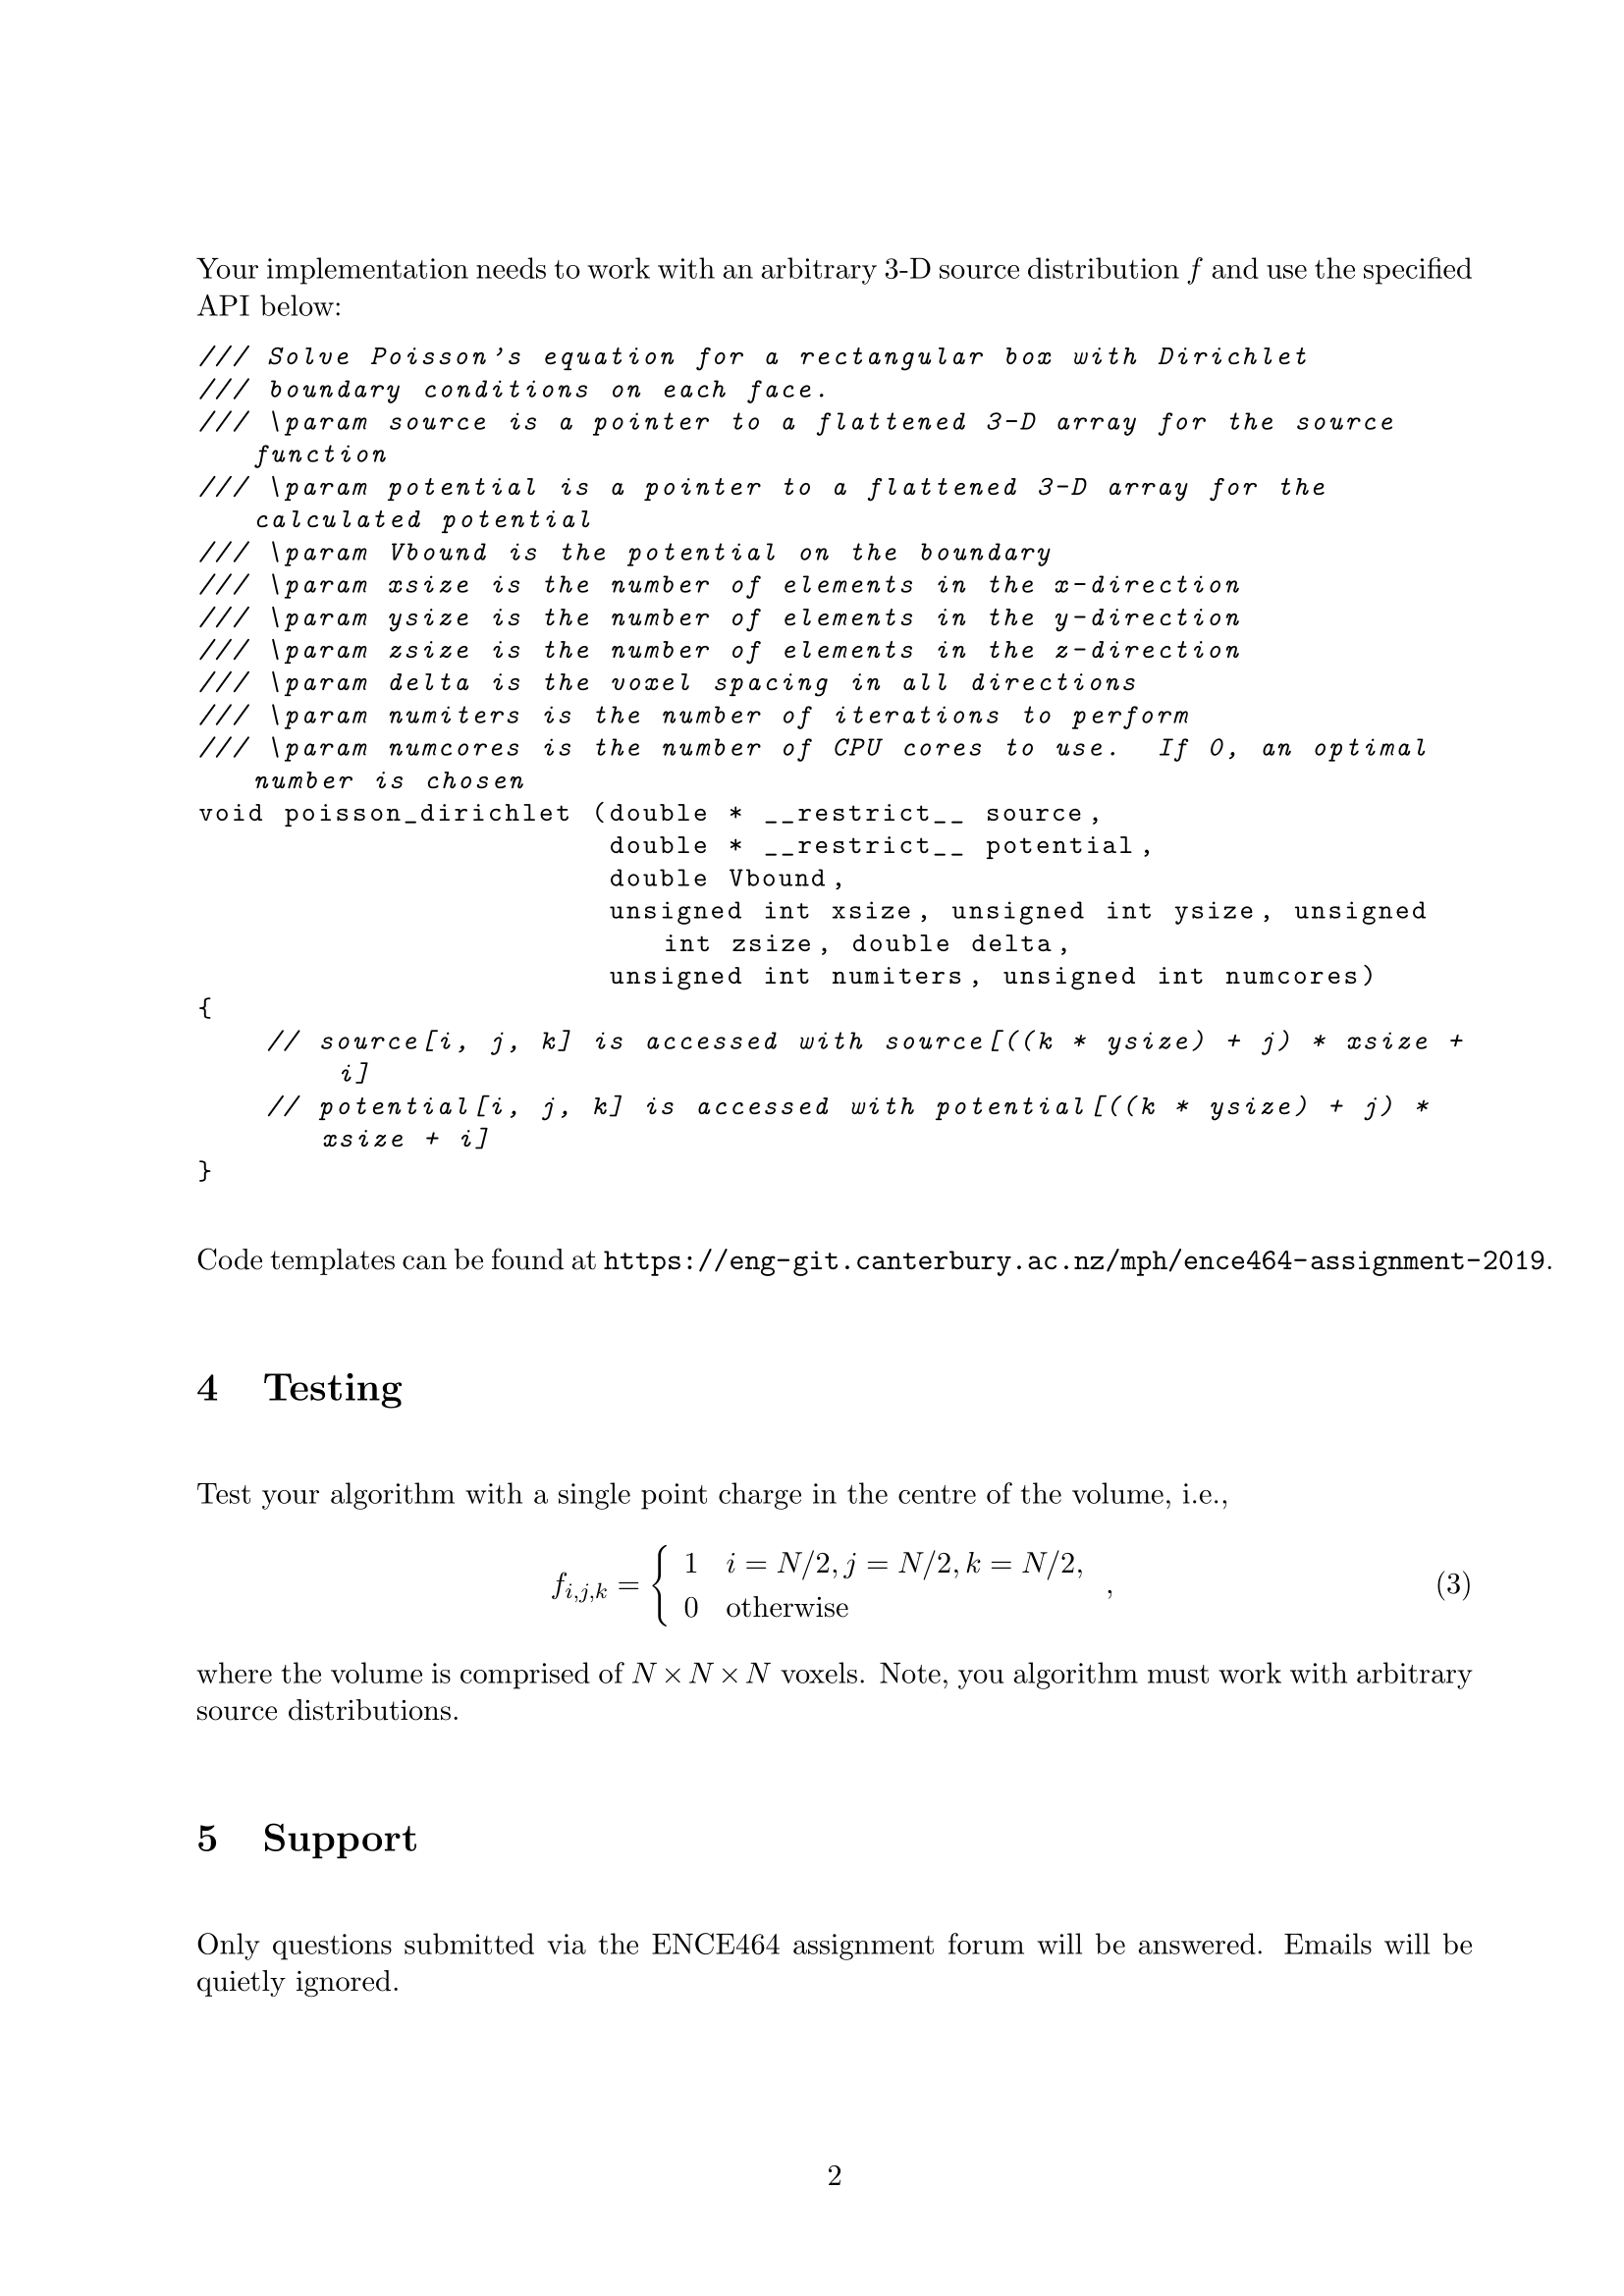 Your implementation needs to work with an arbitrary 3-D source distribution f and use the specified
API below:
/// Solve Poisson's equation for a rectangular box with Dirichlet
/// boundary conditions on each face.
/// \param source is a pointer to a flattened 3-D array for the source
function
/// \param potential is a pointer to a flattened 3-D array for the
calculated potential
/// \param Vbound is the potential on the boundary
/// \param xsize is the number of elements in the x-direction
/// \param ysize is the number of elements in the y-direction
/// \param zsize is the number of elements in the z-direction
/// \param delta is the voxel spacing in all directions
/// \param numiters is the number of iterations to perform
/// \param numcores is the number of CPU cores to use.  If 0, an optimal
number is chosen
void poisson_dirichlet (double * __restrict__ source,
double * __restrict__ potential,
double Vbound,
unsigned int xsize, unsigned int ysize, unsigned
int zsize, double delta,
unsigned int numiters, unsigned int numcores)
{
// source[i, j, k] is accessed with source[((k * ysize) + j) * xsize +
i]
// potential[i, j, k] is accessed with potential[((k * ysize) + j) *
xsize + i]
}
Code templates can be found at https://eng-git.canterbury.ac.nz/mph/ence464-assignment-2019.
4 Testing
Test your algorithm with a single point charge in the centre of the volume, i.e.,
f_{i,j,k} = { 1 i = N/2, j = N/2, k = N/2,
0 otherwise , (3)
where the volume is comprised of N × N × N voxels. Note, you algorithm must work with arbitrary
source distributions.
5 Support
Only questions submitted via the ENCE464 assignment forum will be answered. Emails will be
quietly ignored.
2